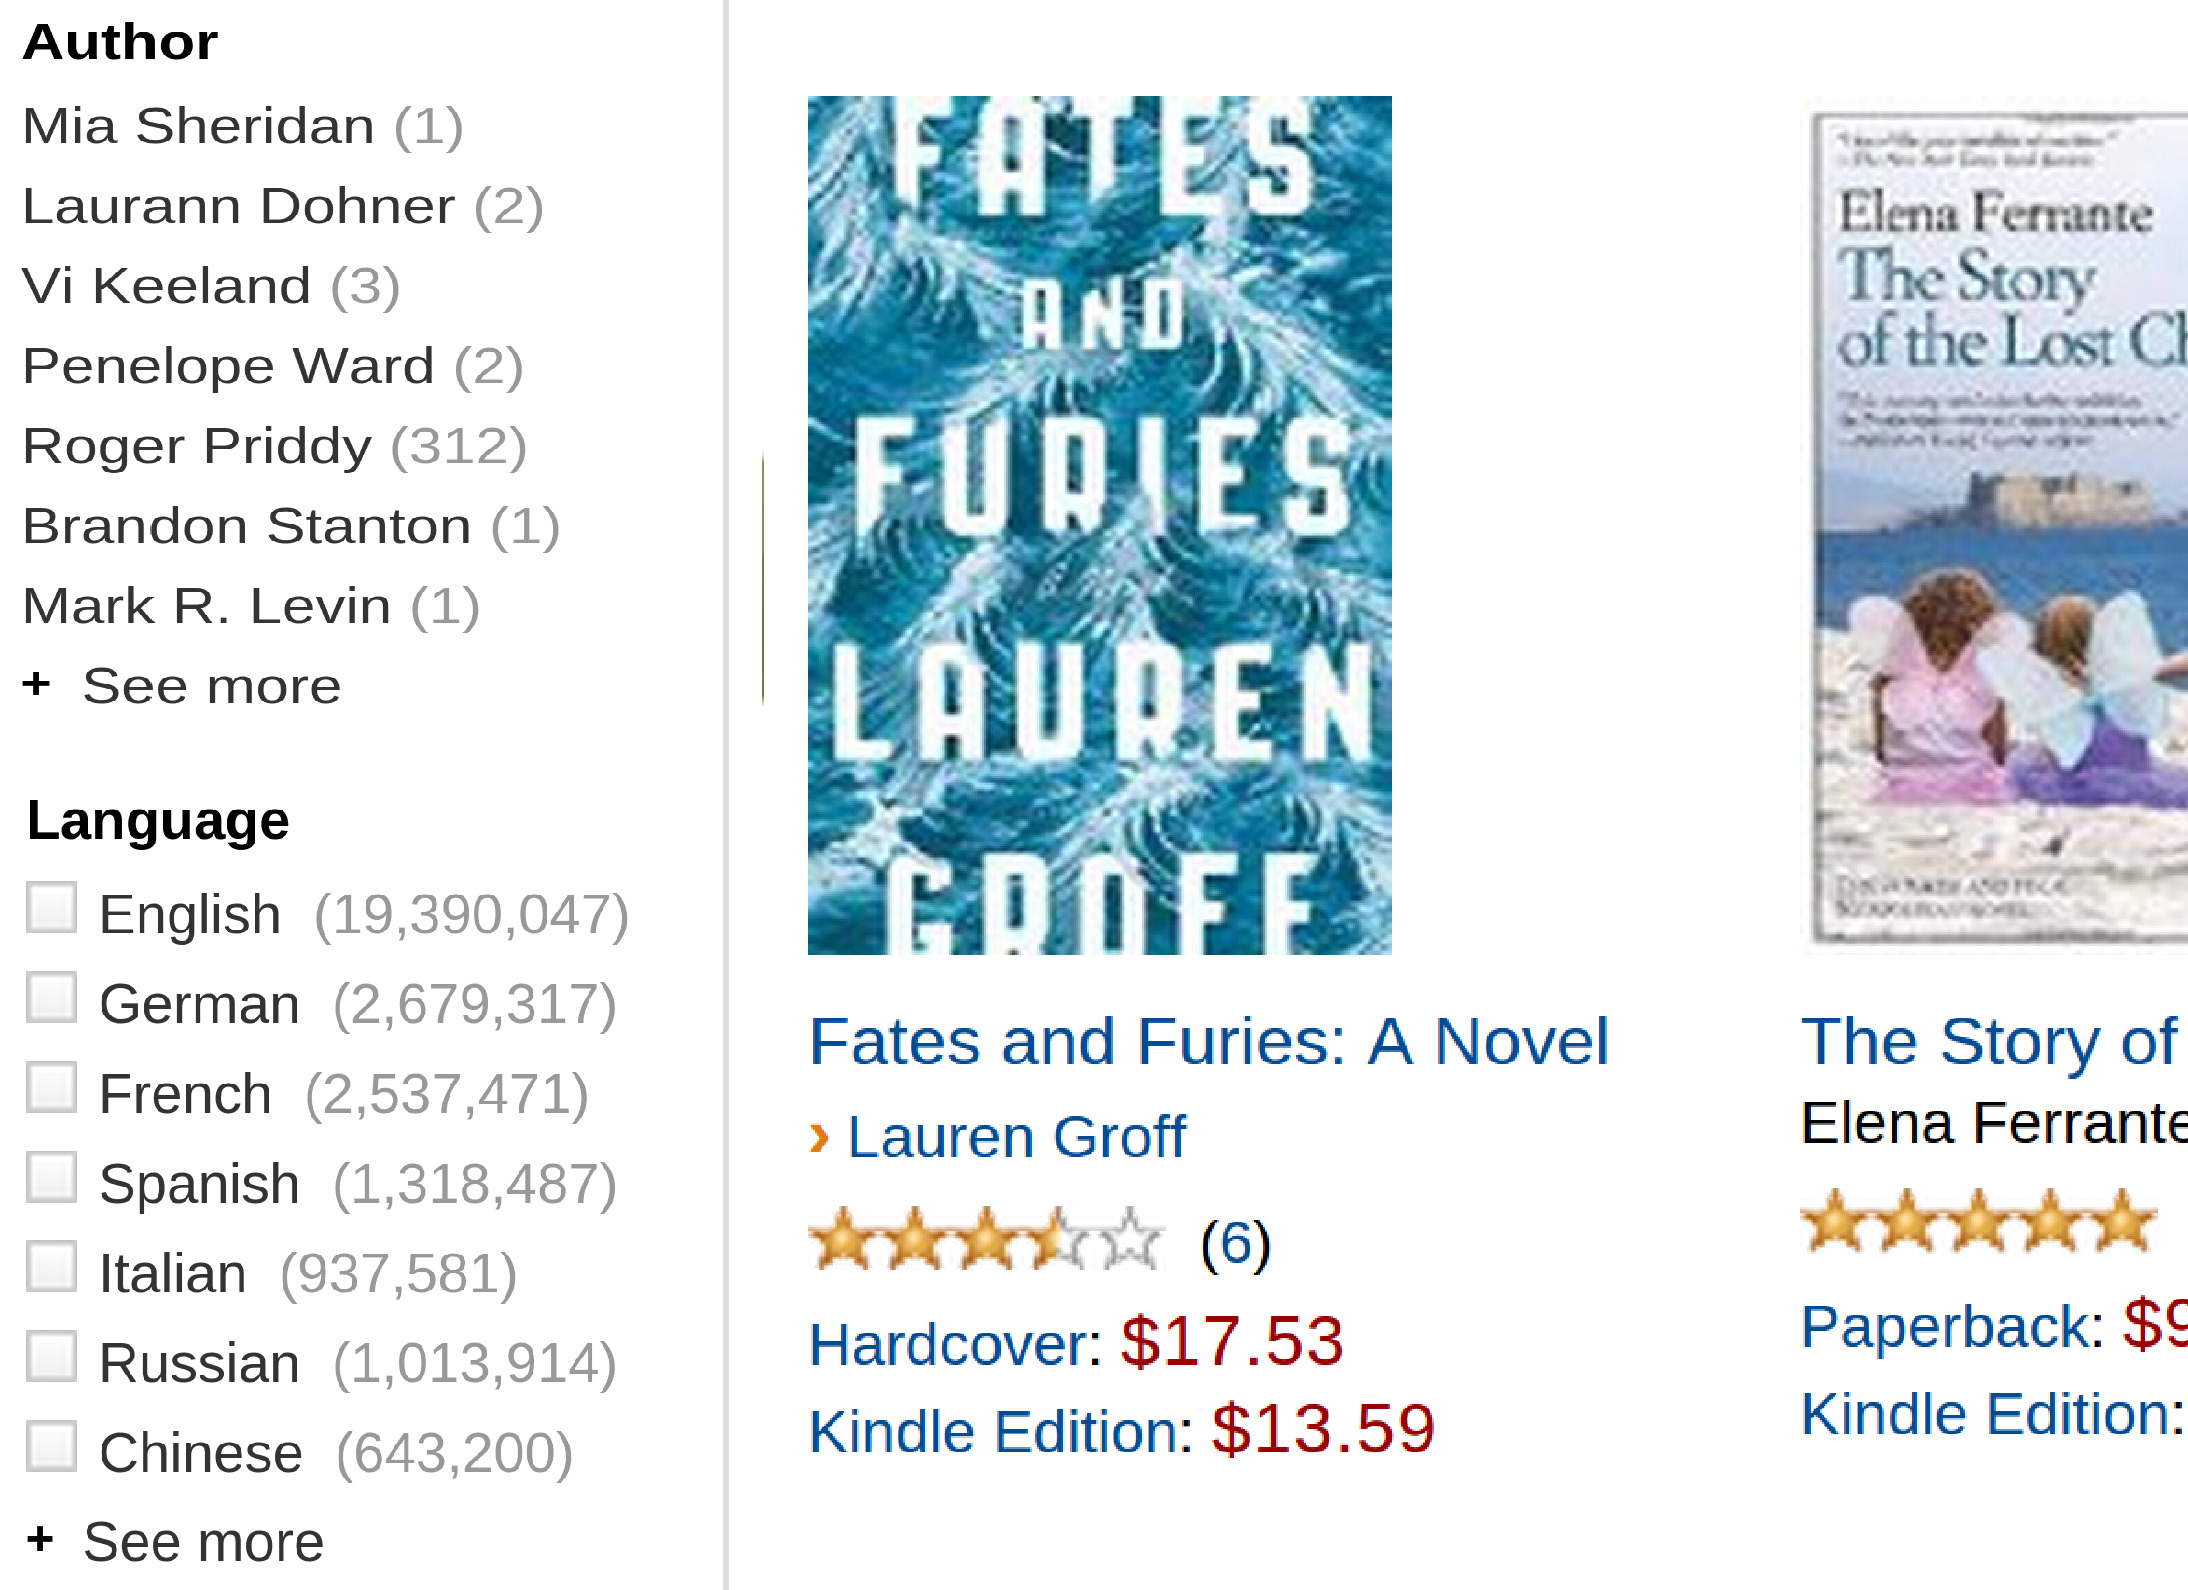 Author
Mia Sheridan (1)
Laurann Dohner (2)
Vi Keeland (3)
Penelope Ward (2)
Roger Priddy (312)
Brandon Stanton (1)
Mark R. Levin (1)
+ See more
Language
English (19,390,047)
German (2,679,317)
French (2,537,471)
Spanish (1,318,487)
Italian (937,581)
Russian (1,013,914)
Chinese (643,200)
+ See more
FATES
AND
FURIES
LAUREN
GROFF
Fates and Furies: A Novel
› Lauren Groff
(6)
Hardcover: $17.53
Kindle Edition: $13.59
Elena Ferrante
The Story
of the Lost Ch
The Story of
Elena Ferrante
Paperback: $9
Kindle Edition: